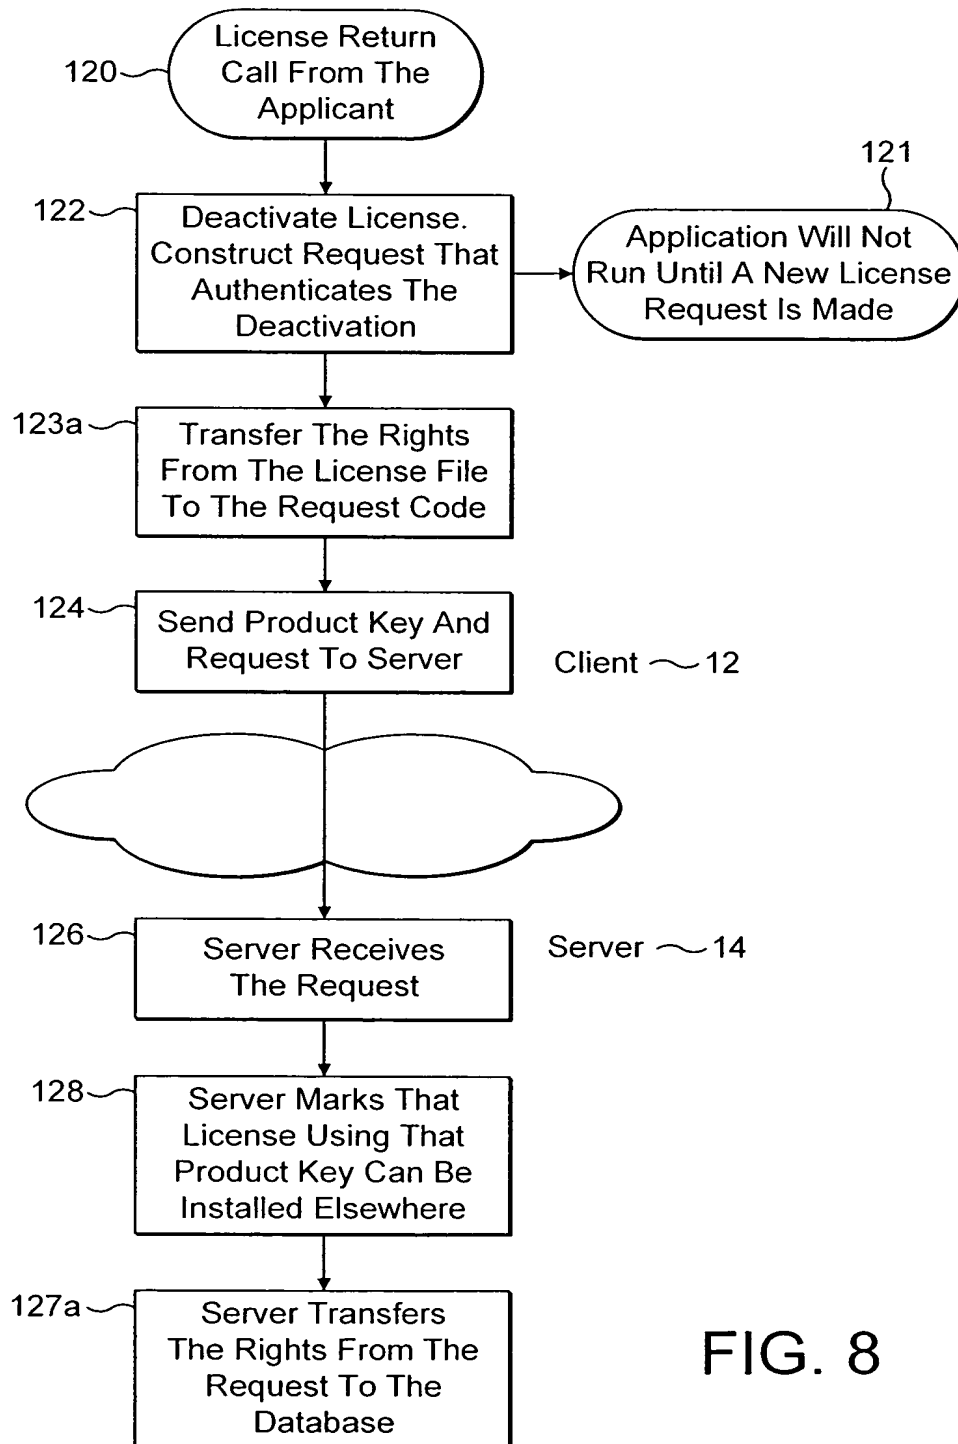 License Return
Call From The
Applicant
120
121
122
Deactivate License.
Construct Request That
Authenticates The
Deactivation
Application Will Not
Run Until A New License
Request Is Made
123a
Transfer The Rights
From The License File
To The Request Code
124
Send Product Key And
Request To Server
Client 12
126
Server Receives
The Request
Server 14
128
Server Marks That
License Using That
Product Key Can Be
Installed Elsewhere
127a
Server Transfers
The Rights From The
Request To The
Database
FIG. 8